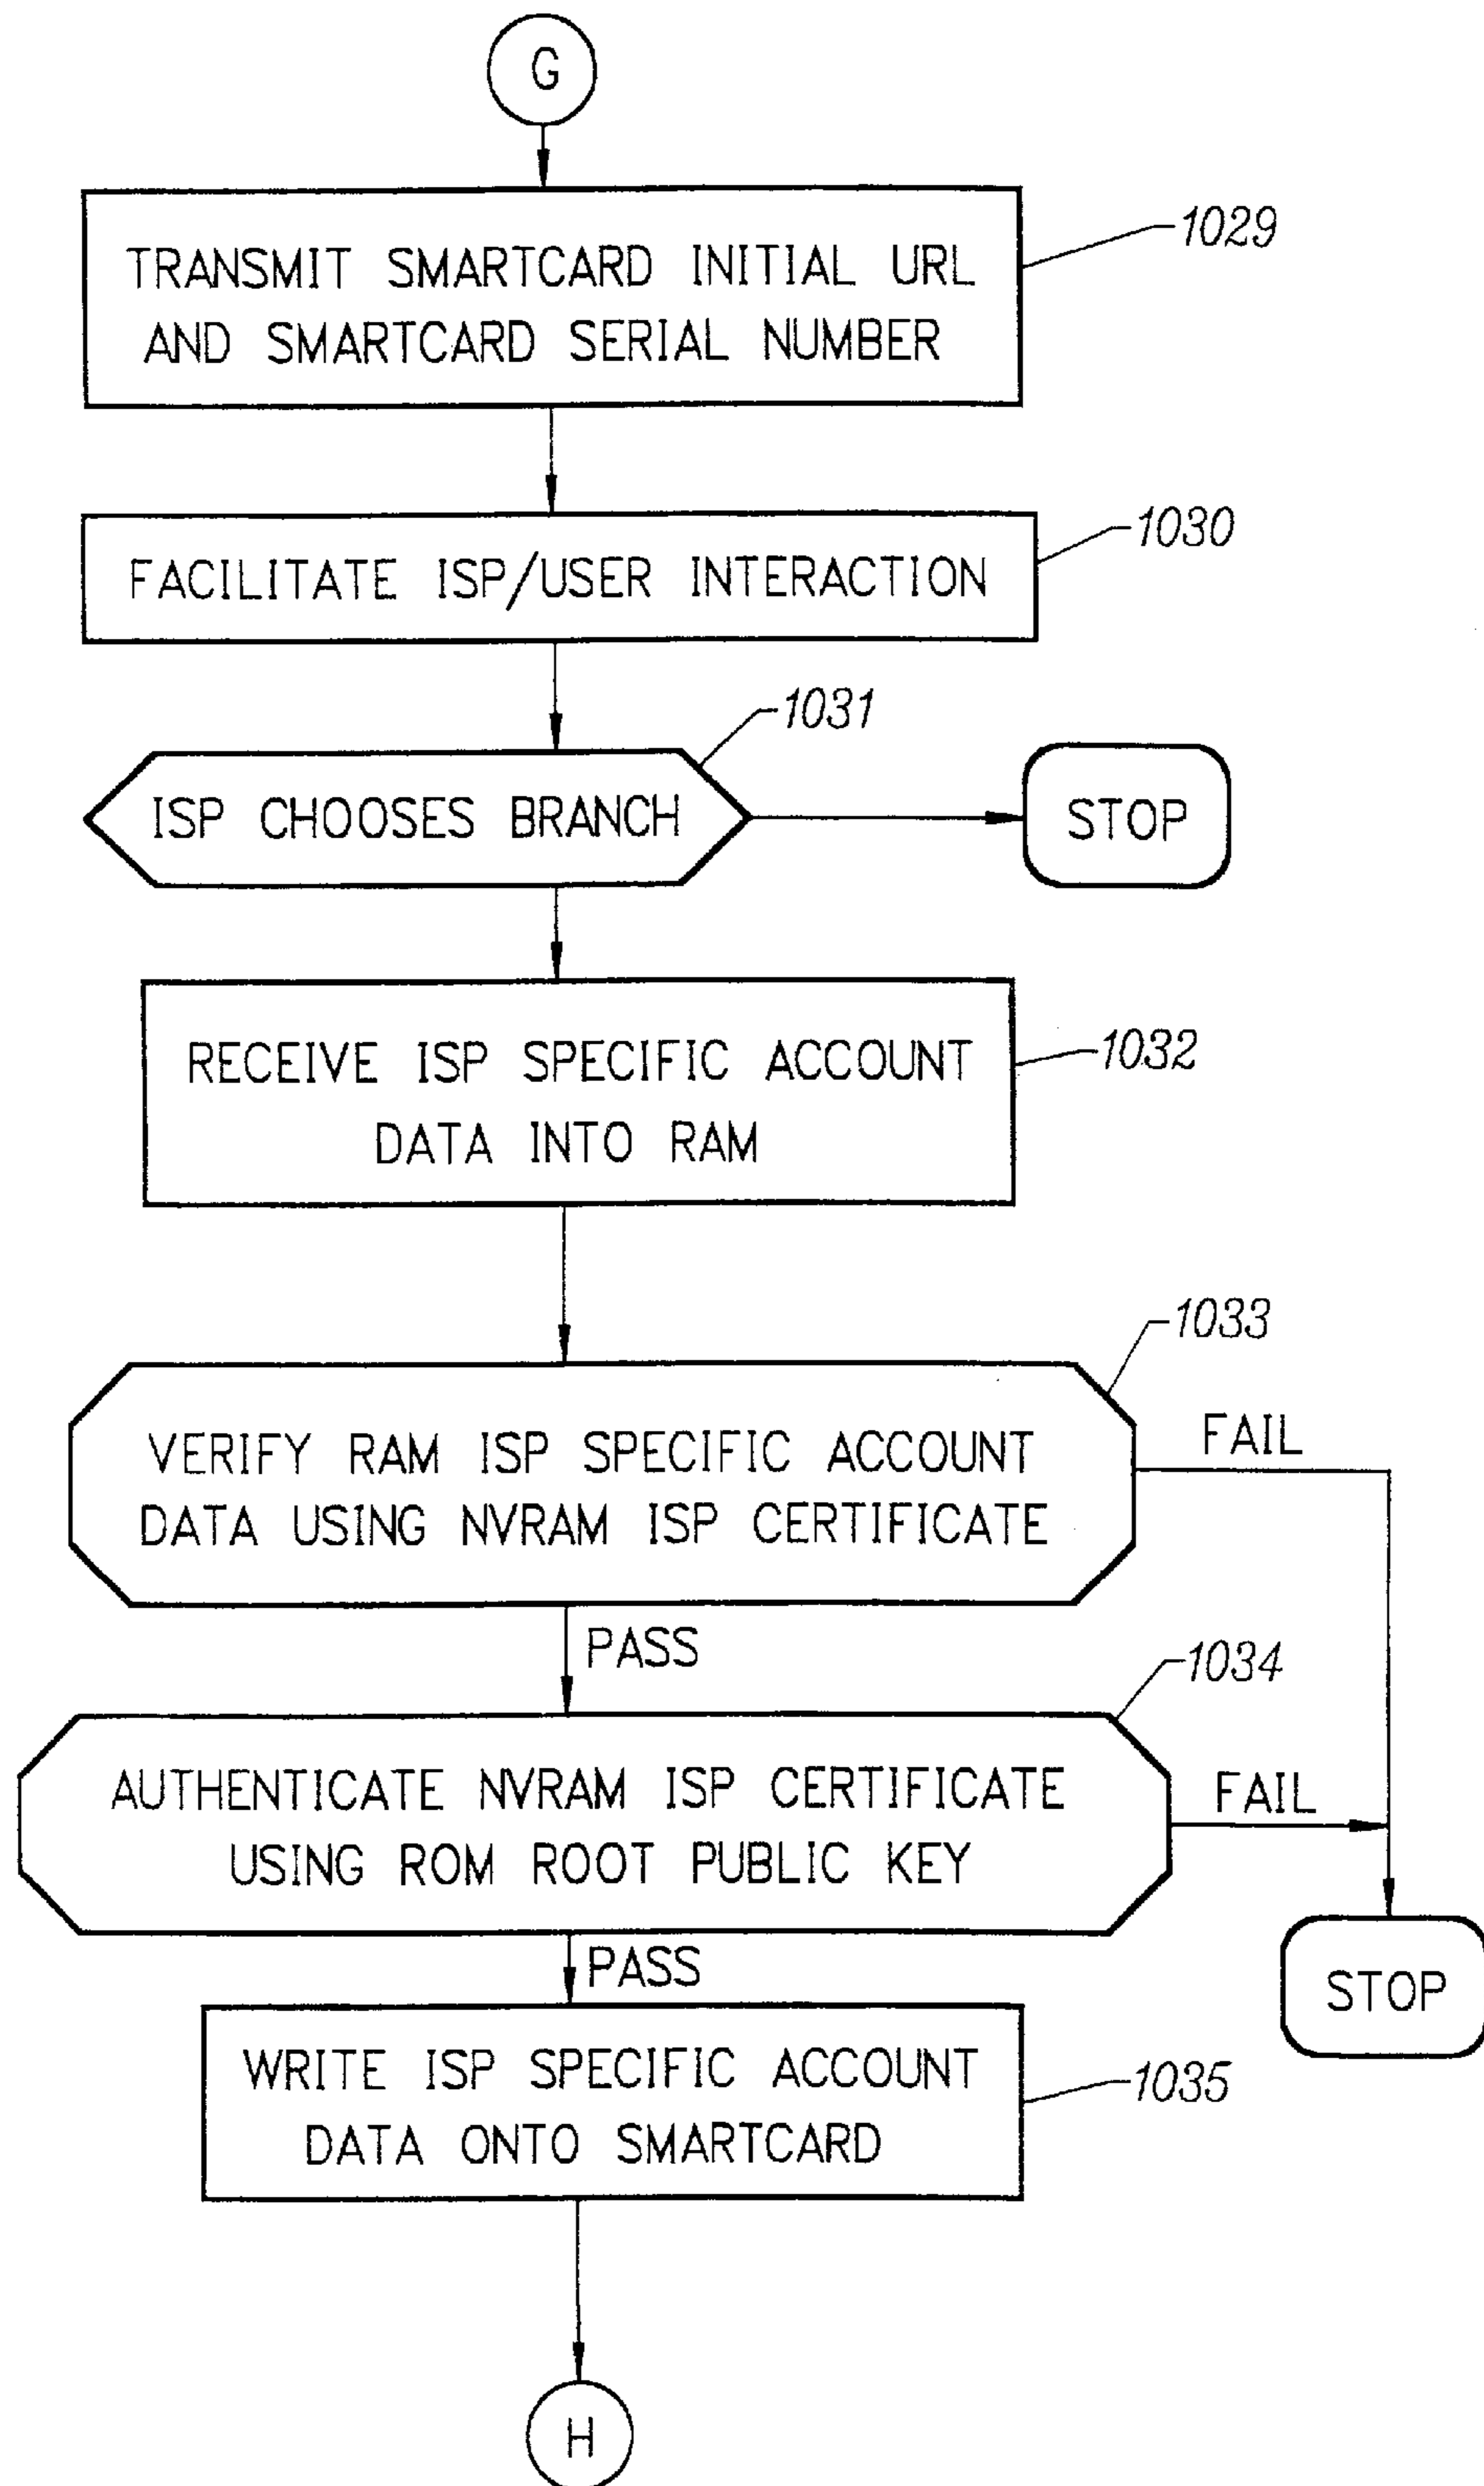 G
TRANSMIT SMARTCARD INITIAL URL
AND SMARTCARD SERIAL NUMBER
1029
FACILITATE ISP/USER INTERACTION
1030
ISP CHOOSES BRANCH
1031
STOP
RECEIVE ISP SPECIFIC ACCOUNT
DATA INTO RAM
1032
VERIFY RAM ISP SPECIFIC ACCOUNT
DATA USING NVRAM ISP CERTIFICATE
1033
FAIL
PASS
AUTHENTICATE NVRAM ISP CERTIFICATE
USING ROM ROOT PUBLIC KEY
1034
FAIL
STOP
PASS
WRITE ISP SPECIFIC ACCOUNT
DATA ONTO SMARTCARD
1035
H